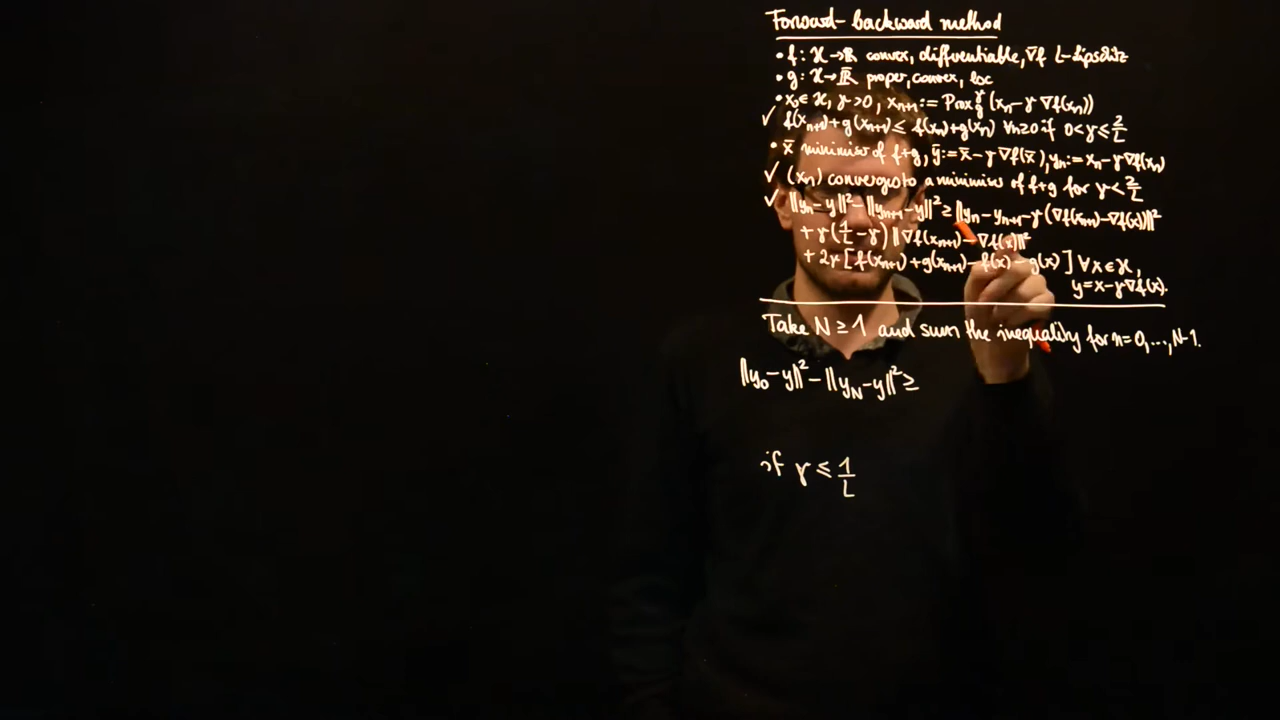 Forward-backward method
• f: X→ℝ convex, differentiable, ∇f L-Lipschitz
• g: X→ℝ̄ proper, convex, lsc
• x₀∈ X, γ>0, xₙ₊₁:= Prox_g^γ (xₙ-γ ∇f(xₙ))
✓ f(xₙ₊₁)+g(xₙ₊₁) ≤ f(xₙ)+g(xₙ) ∀n≥0 if 0<γ≤2/L
• x̄ minimiser of f+g, ȳ:=x̄-γ∇f(x̄), yₙ:=xₙ-γ∇f(xₙ)
✓ (xₙ) converges to a minimiser of f+g for γ<2/L
✓ ‖yₙ-y‖²-‖yₙ₊₁-y‖² ≥ ‖yₙ-yₙ₊₁-γ(∇f(xₙ₊₁)-∇f(x))‖²
+ γ(1/L-γ)‖∇f(xₙ₊₁)-∇f(x)‖²
+ 2γ[f(xₙ₊₁)+g(xₙ₊₁)-f(x)-g(x)] ∀x∈X,
y=x-γ∇f(x).
Take N≥1 and sum the inequality for n=0,...,N-1.
‖y₀-y‖²-‖y_N-y‖² ≥
if γ ≤ 1/L